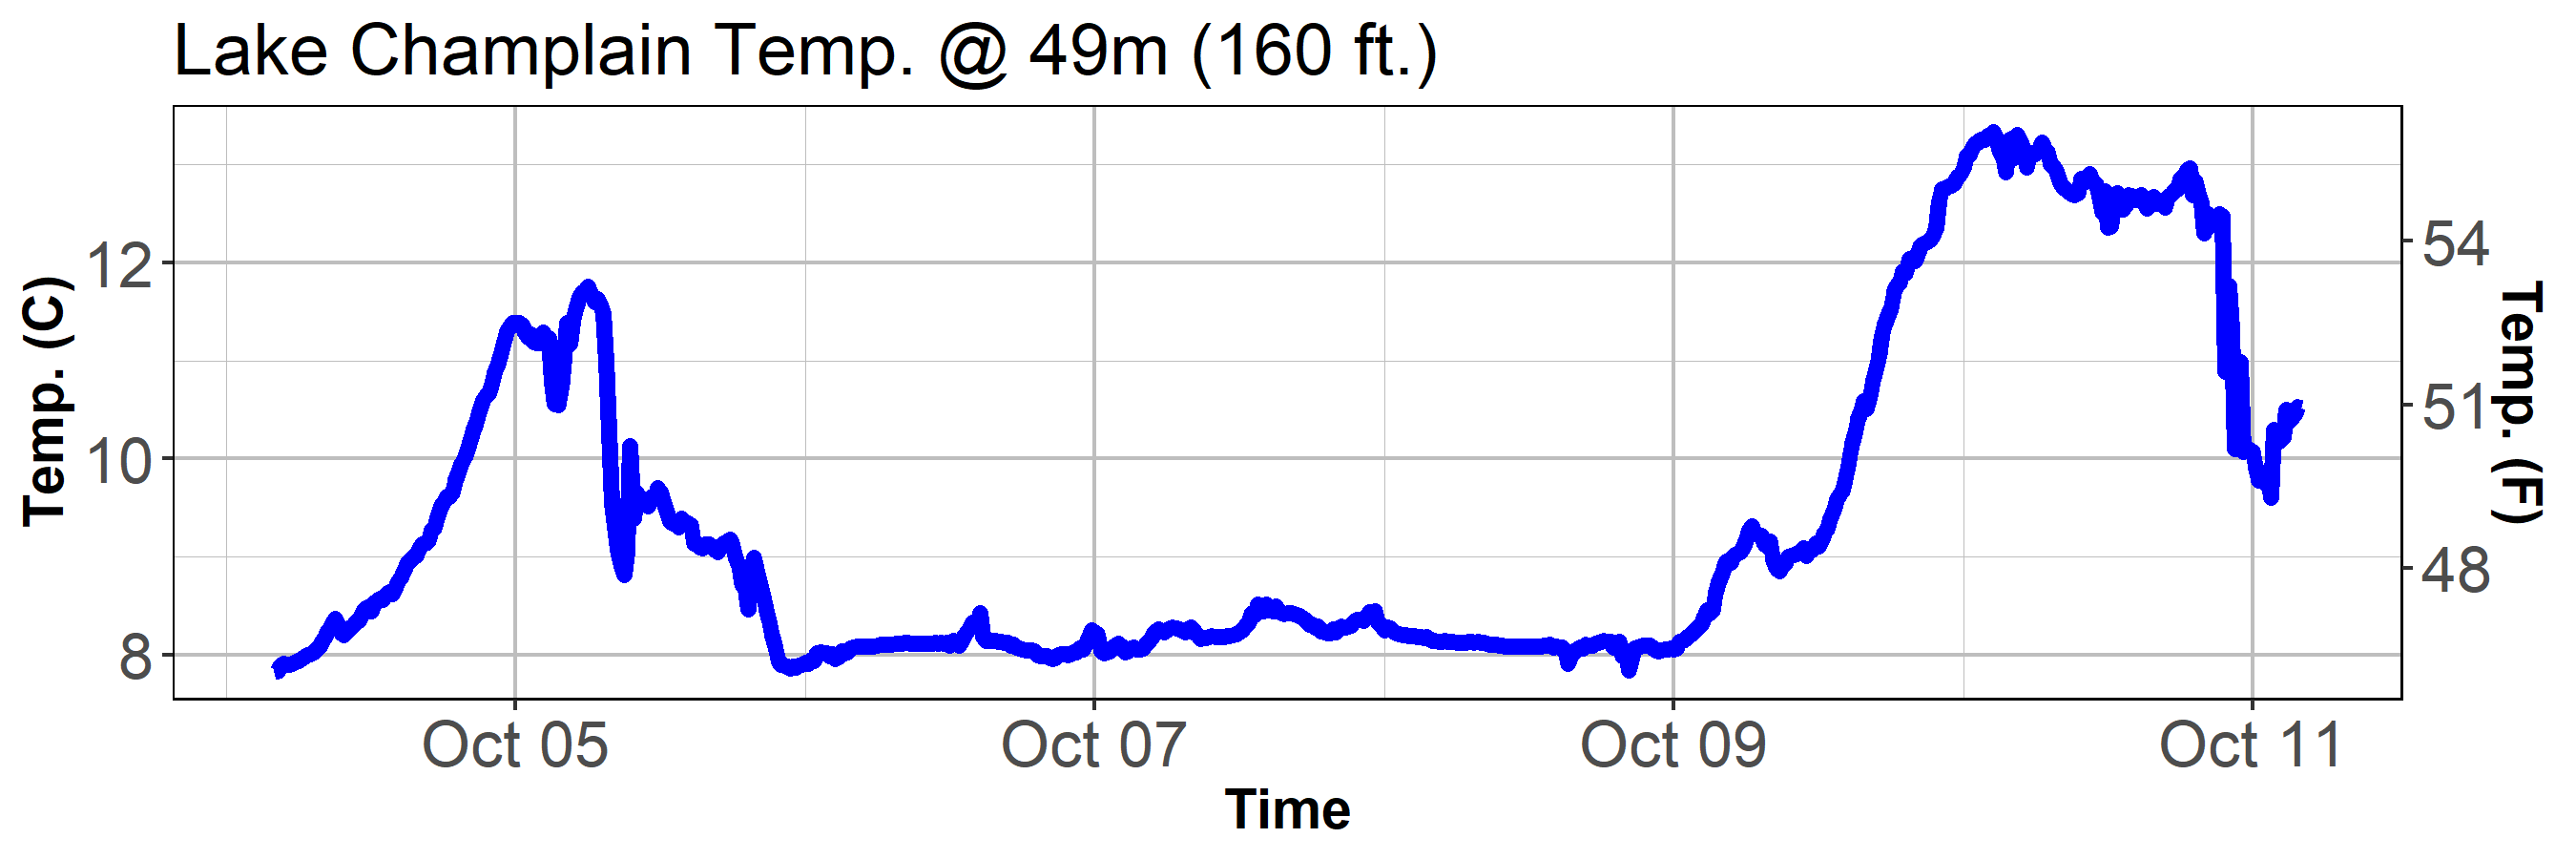 Lake Champlain Temp. @ 49m (160 ft.)
Temp. (C)
12
10
8
54
51
48
Temp. (F)
Oct 05 Oct 07 Oct 09 Oct 11
Time